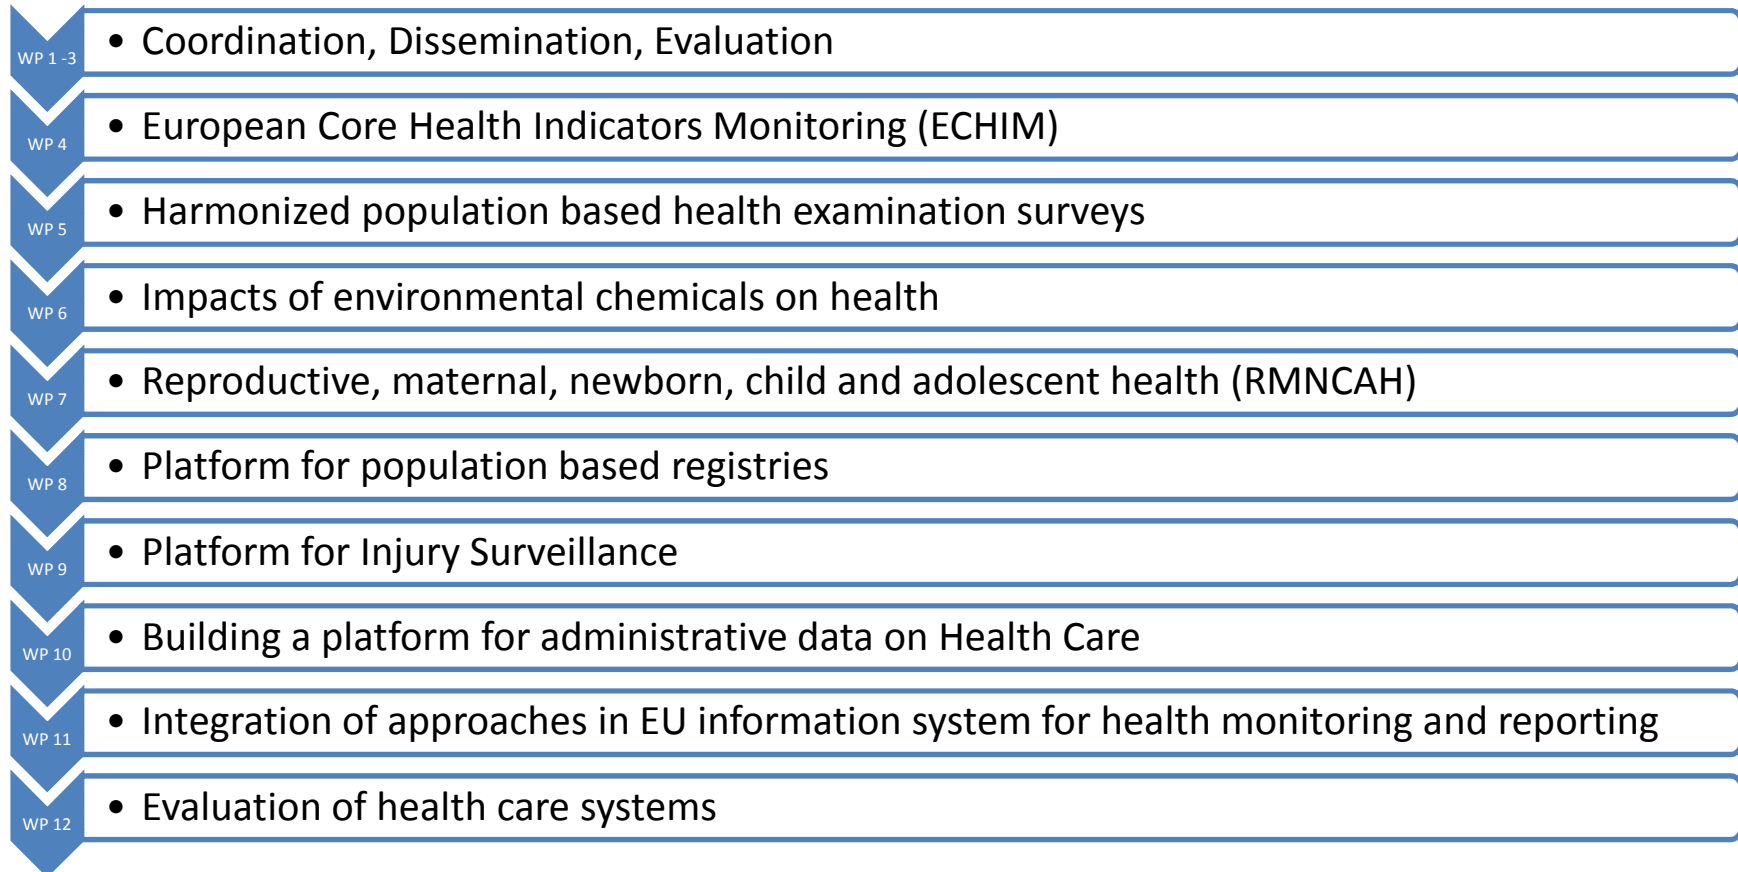 WP 1 -3
• Coordination, Dissemination, Evaluation
WP 4
• European Core Health Indicators Monitoring (ECHIM)
WP 5
• Harmonized population based health examination surveys
WP 6
• Impacts of environmental chemicals on health
WP 7
• Reproductive, maternal, newborn, child and adolescent health (RMNCAH)
WP 8
• Platform for population based registries
WP 9
• Platform for Injury Surveillance
WP 10
• Building a platform for administrative data on Health Care
WP 11
• Integration of approaches in EU information system for health monitoring and reporting
WP 12
• Evaluation of health care systems